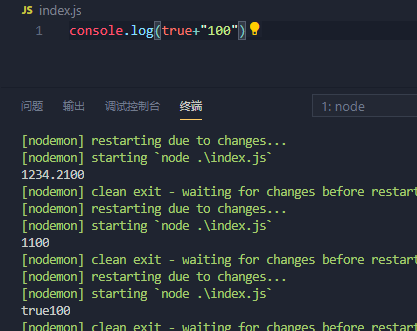 JS index.js
1 console.log(true+"100")
问题 输出 调试控制台 终端 1: node
[nodemon] restarting due to changes...
[nodemon] starting `node .\index.js`
1234.2100
[nodemon] clean exit - waiting for changes before restart
[nodemon] restarting due to changes...
[nodemon] starting `node .\index.js`
1100
[nodemon] clean exit - waiting for changes before restart
[nodemon] restarting due to changes...
[nodemon] starting `node .\index.js`
true100
[nodemon] clean exit - waiting for changes before restart